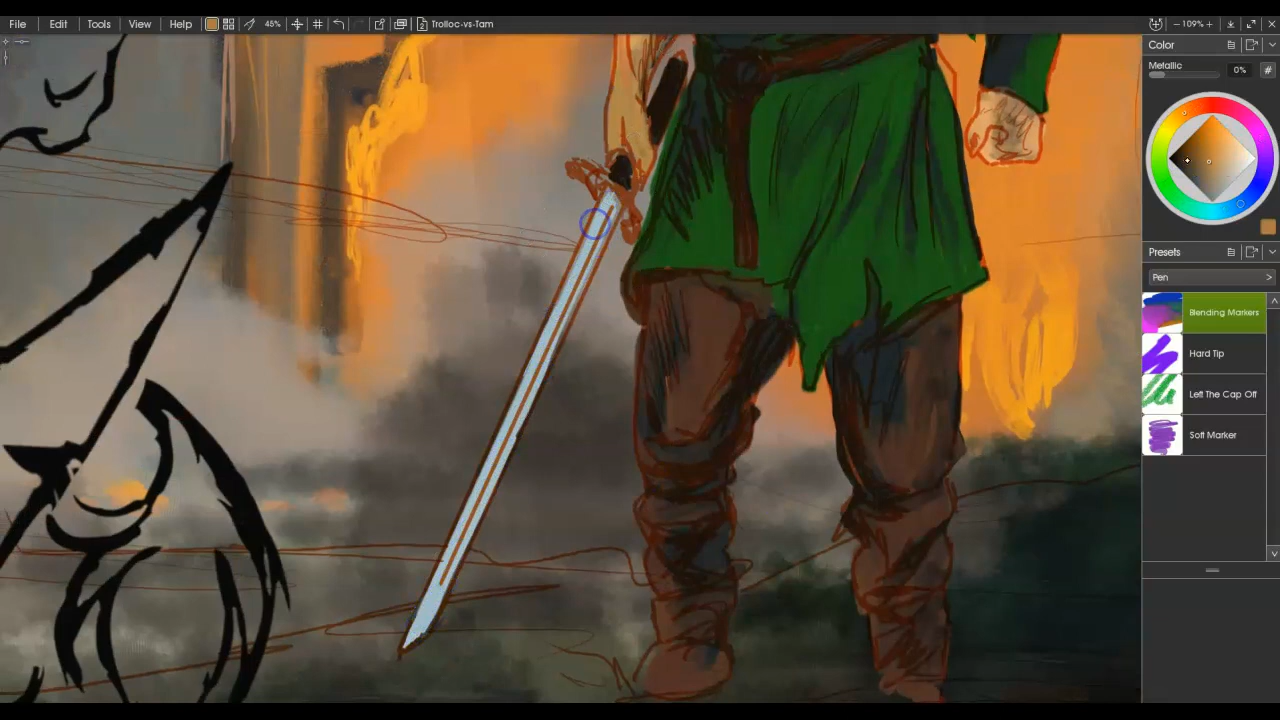 File Edit Tools View Help 45% 2 Trolloc-vs-Tam − 109% +
Color
Metallic 0% #
Presets
Pen >
Blending Markers
Hard Tip
Left The Cap Off
Soft Marker